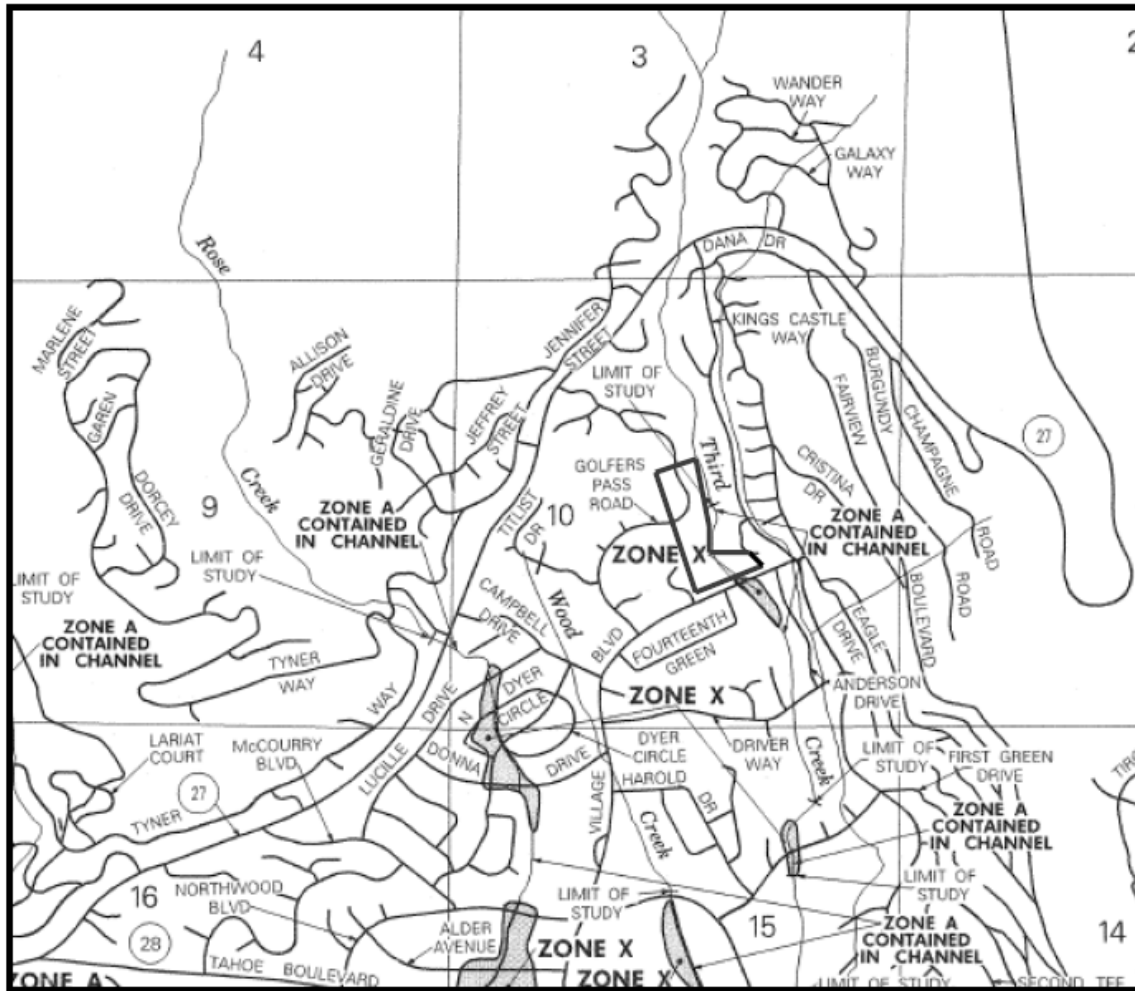 4
3
2
WANDER
WAY
GALAXY
WAY
DANA DR
Rose
MARLENE
STREET
ALLISON
DRIVE
JENNIFER
STREET
KINGS CASTLE
WAY
LIMIT OF
STUDY
BURGUNDY
FAIRVIEW
CHAMPAGNE
27
GAREN
GERALDINE
DRIVE
JEFFREY
STREET
Third
GOLFERS
PASS
ROAD
CRISTINA
DR
DORCEY
DRIVE
Creek
9
ZONE A
CONTAINED
IN CHANNEL
TITLIST
DR
10
ZONE A
CONTAINED
IN CHANNEL
ROAD
LIMIT OF
STUDY
LIMIT OF
STUDY
ZONE X
BOULEVARD
ROAD
ZONE A
CONTAINED
IN CHANNEL
CAMPBELL
DRIVE
Wood
BLVD
FOURTEENTH
GREEN
EAGLE
DRIVE
TYNER
WAY
WAY
DRIVE
N
DYER
CIRCLE
ZONE X
ANDERSON
DRIVE
LARIAT
COURT
McCOURRY
BLVD
DONNA
DRIVE
DYER
CIRCLE
DRIVER
WAY
Creek
LIMIT OF
STUDY
FIRST GREEN
DRIVE
27
LUCILLE
VILLAGE
HAROLD
DR
TYNER
Creek
ZONE A
CONTAINED
IN CHANNEL
16
NORTHWOOD
BLVD
LIMIT OF
STUDY
LIMIT OF
STUDY
28
ALDER
AVENUE
ZONE X
15
ZONE A
CONTAINED
IN CHANNEL
14
TAHOE BOULEVARD
ZONE A
ZONE X
LIMIT OF STUDY
SECOND TEE